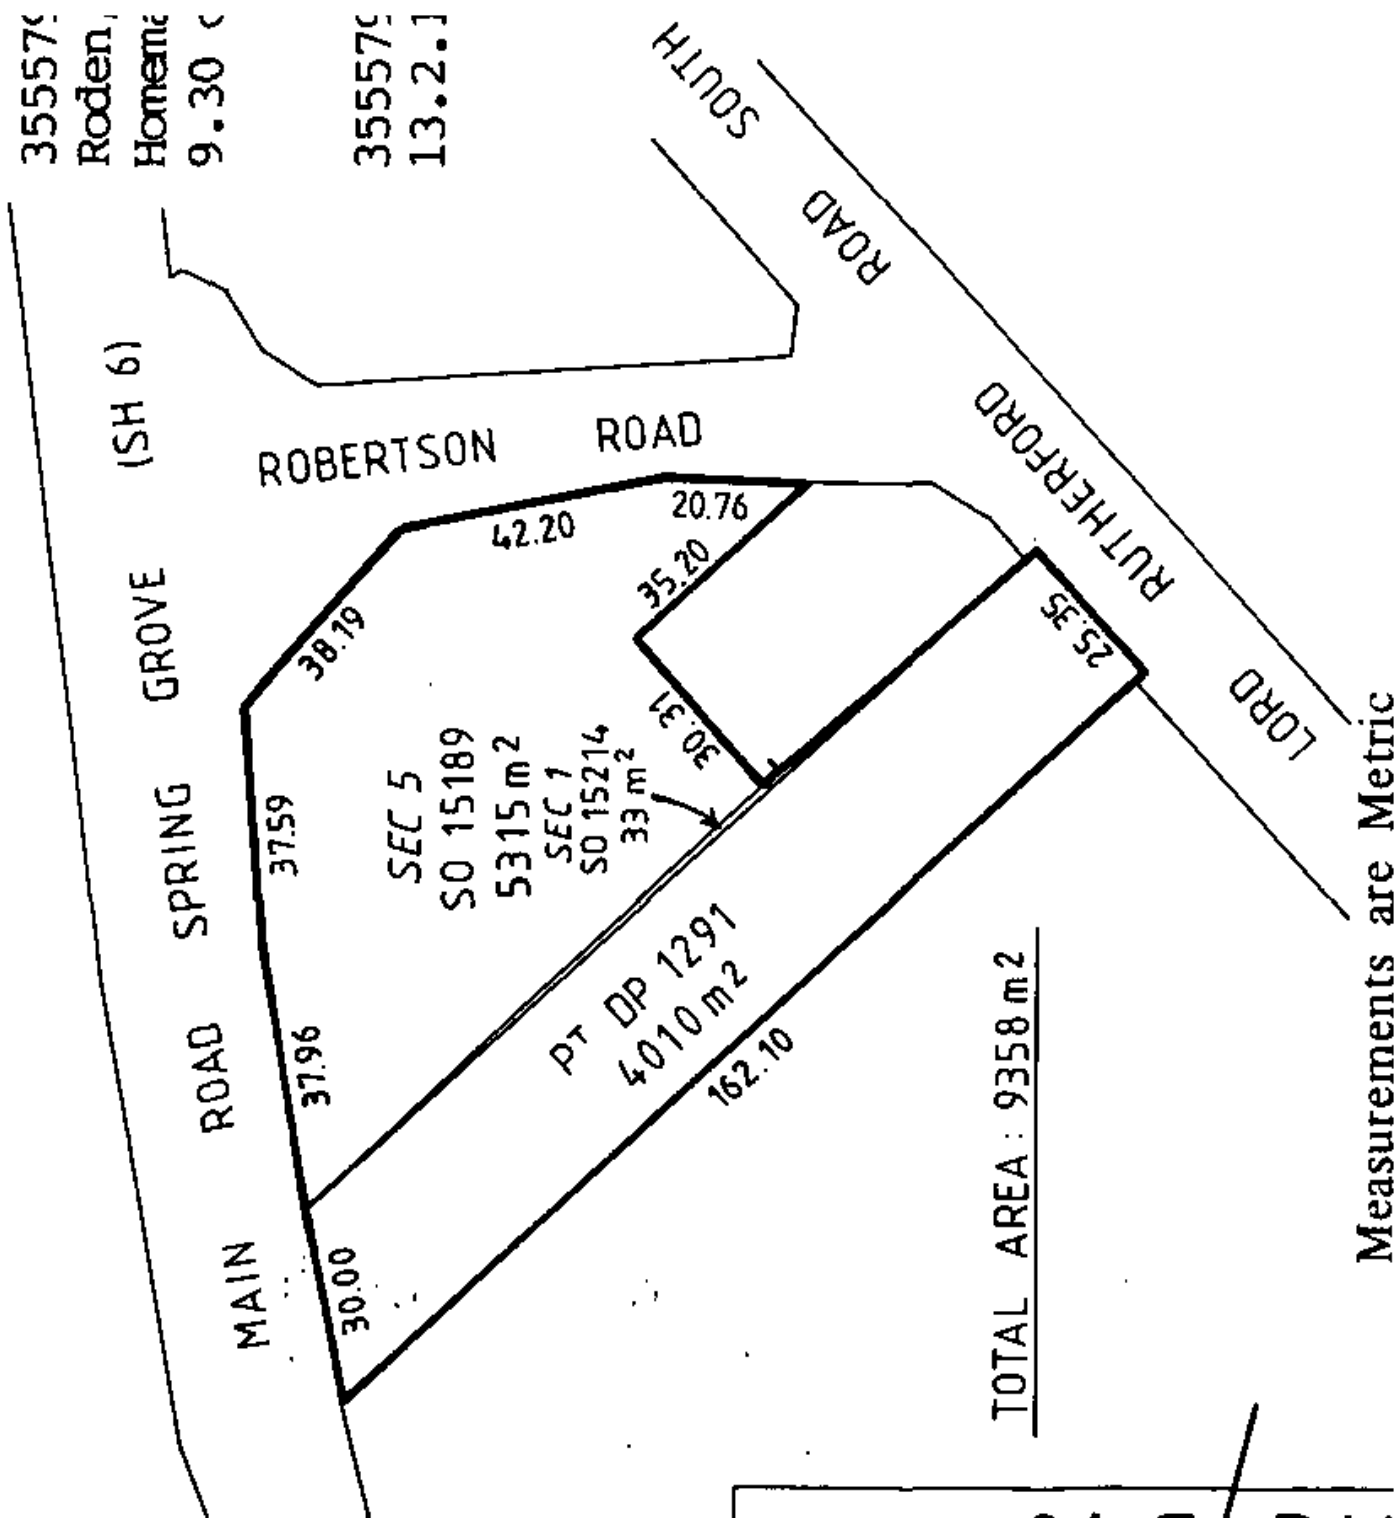 355579
Roden,
Homema
9.30 c
355579
13.2.1
SOUTH
ROAD
RUTHERFORD
LORD
MAIN ROAD SPRING GROVE (SH 6)
ROBERTSON ROAD
38.19
42.20
20.76
35.20
30.31
25.35
37.59
37.96
30.00
162.10
SEC 5
SO 15189
5315 m²
SEC 1
SO 15214
33 m²
PT DP 1291
4010 m2
TOTAL AREA : 9358 m2
Measurements are Metric